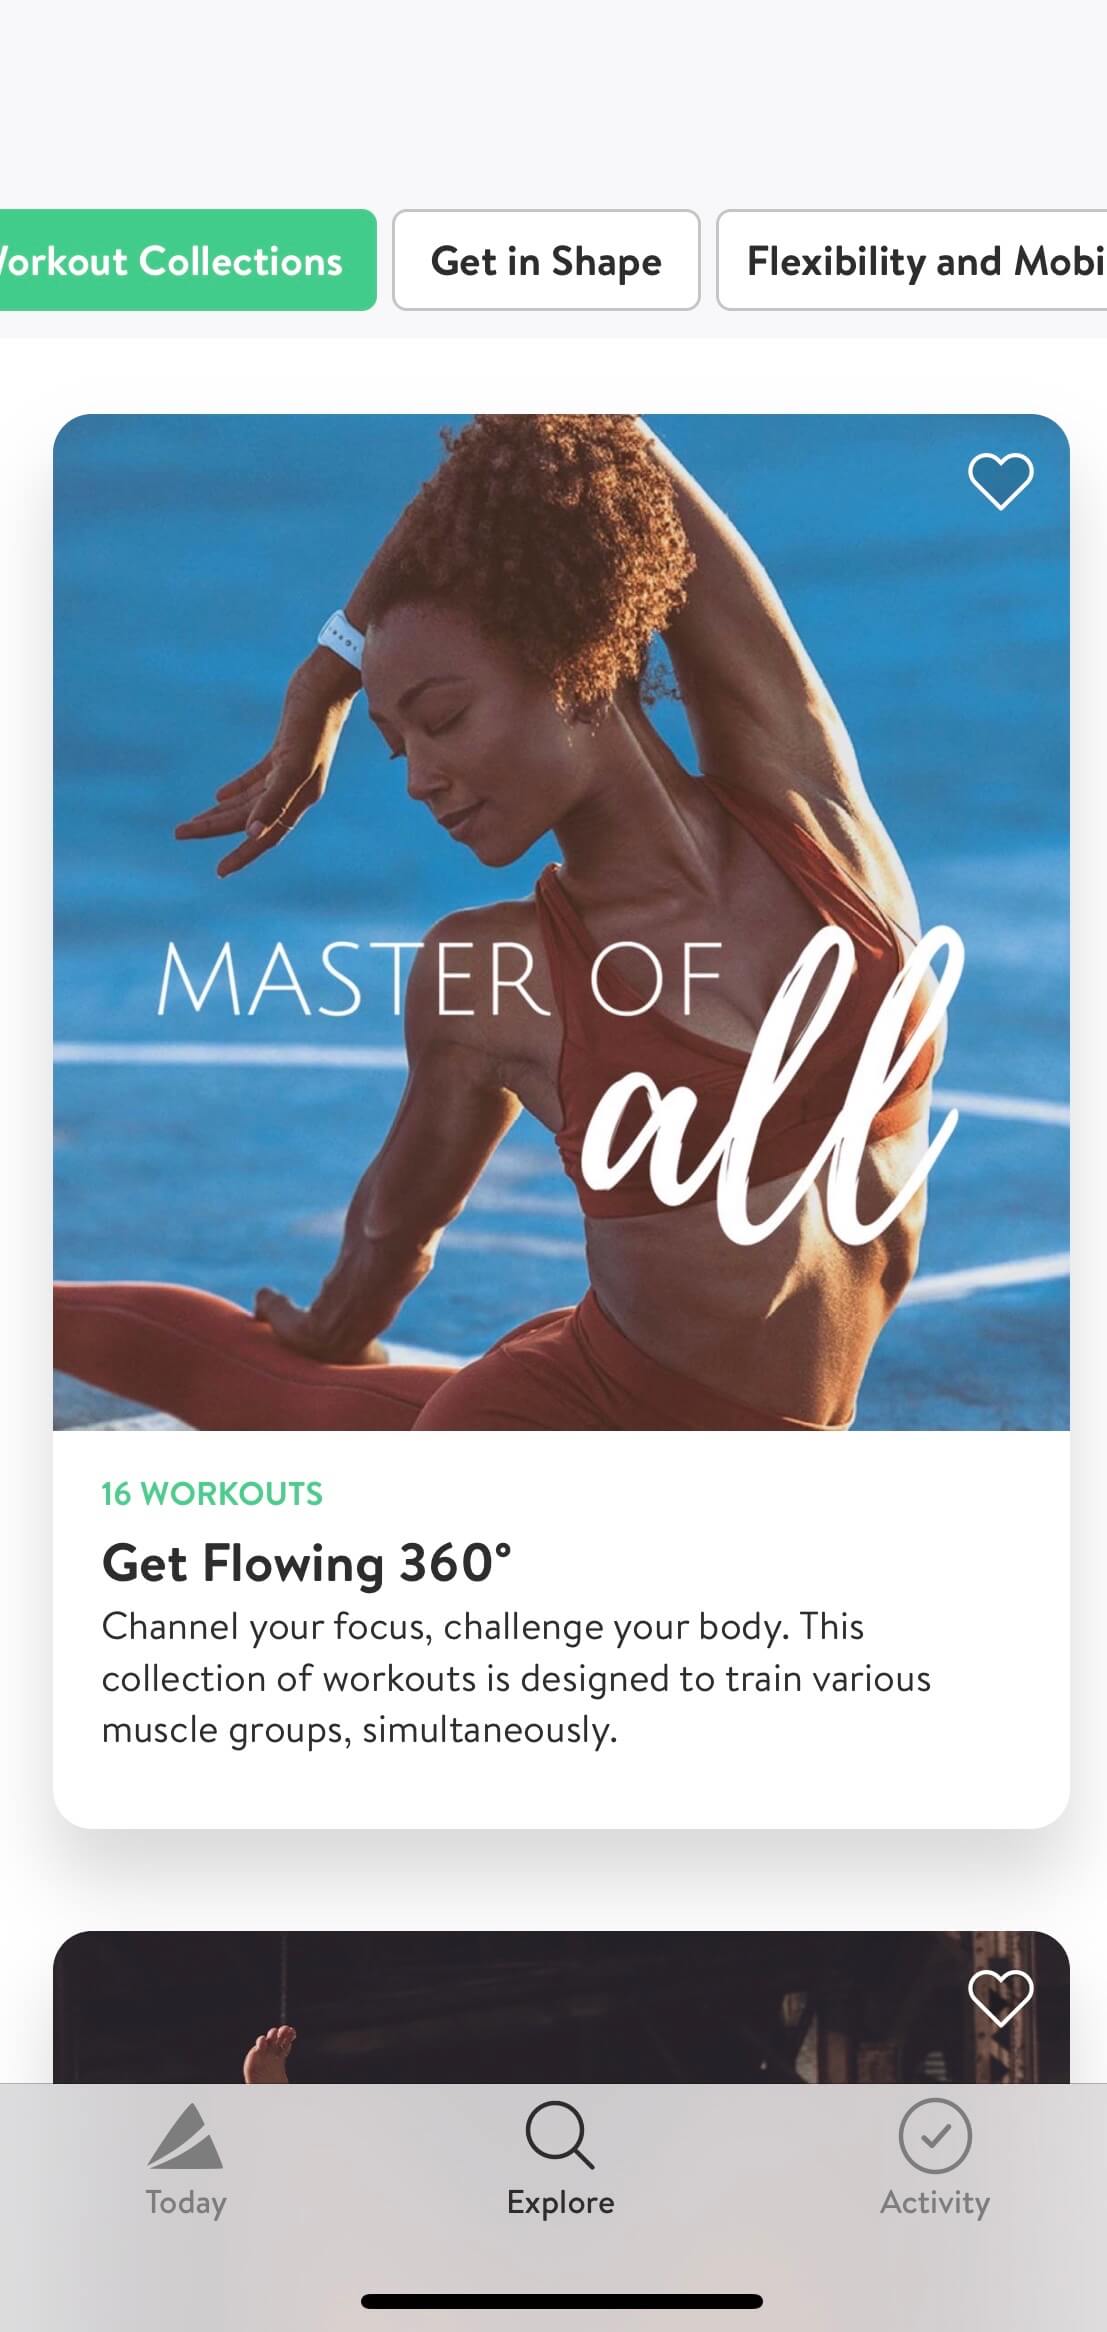 Workout Collections
Get in Shape
Flexibility and Mobi
MASTER OF
all
16 WORKOUTS
Get Flowing 360°
Channel your focus, challenge your body. This
collection of workouts is designed to train various
muscle groups, simultaneously.
Today
Explore
Activity